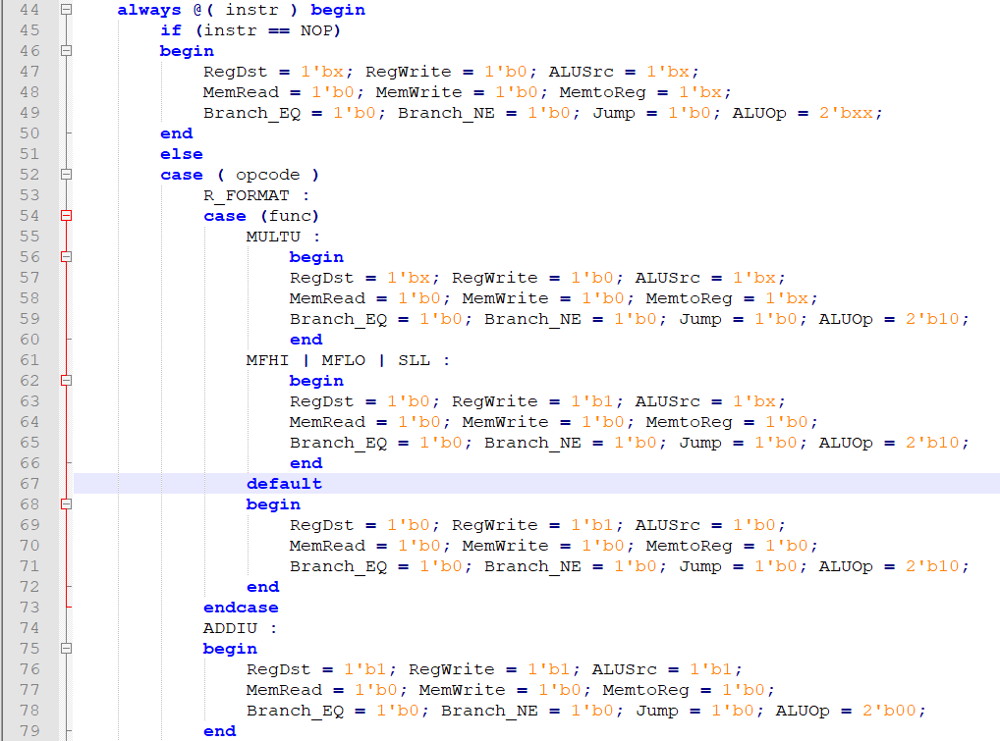 44 always @( instr ) begin
45 if (instr == NOP)
46 begin
47 RegDst = 1'bx; RegWrite = 1'b0; ALUSrc = 1'bx;
48 MemRead = 1'b0; MemWrite = 1'b0; MemtoReg = 1'bx;
49 Branch_EQ = 1'b0; Branch_NE = 1'b0; Jump = 1'b0; ALUOp = 2'bxx;
50 end
51 else
52 case ( opcode )
53 R_FORMAT :
54 case (func)
55 MULTU :
56 begin
57 RegDst = 1'bx; RegWrite = 1'b0; ALUSrc = 1'bx;
58 MemRead = 1'b0; MemWrite = 1'b0; MemtoReg = 1'bx;
59 Branch_EQ = 1'b0; Branch_NE = 1'b0; Jump = 1'b0; ALUOp = 2'b10;
60 end
61 MFHI | MFLO | SLL :
62 begin
63 RegDst = 1'b0; RegWrite = 1'b1; ALUSrc = 1'bx;
64 MemRead = 1'b0; MemWrite = 1'b0; MemtoReg = 1'b0;
65 Branch_EQ = 1'b0; Branch_NE = 1'b0; Jump = 1'b0; ALUOp = 2'b10;
66 end
67 default
68 begin
69 RegDst = 1'b0; RegWrite = 1'b1; ALUSrc = 1'b0;
70 MemRead = 1'b0; MemWrite = 1'b0; MemtoReg = 1'b0;
71 Branch_EQ = 1'b0; Branch_NE = 1'b0; Jump = 1'b0; ALUOp = 2'b10;
72 end
73 endcase
74 ADDIU :
75 begin
76 RegDst = 1'b1; RegWrite = 1'b1; ALUSrc = 1'b1;
77 MemRead = 1'b0; MemWrite = 1'b0; MemtoReg = 1'b0;
78 Branch_EQ = 1'b0; Branch_NE = 1'b0; Jump = 1'b0; ALUOp = 2'b00;
79 end